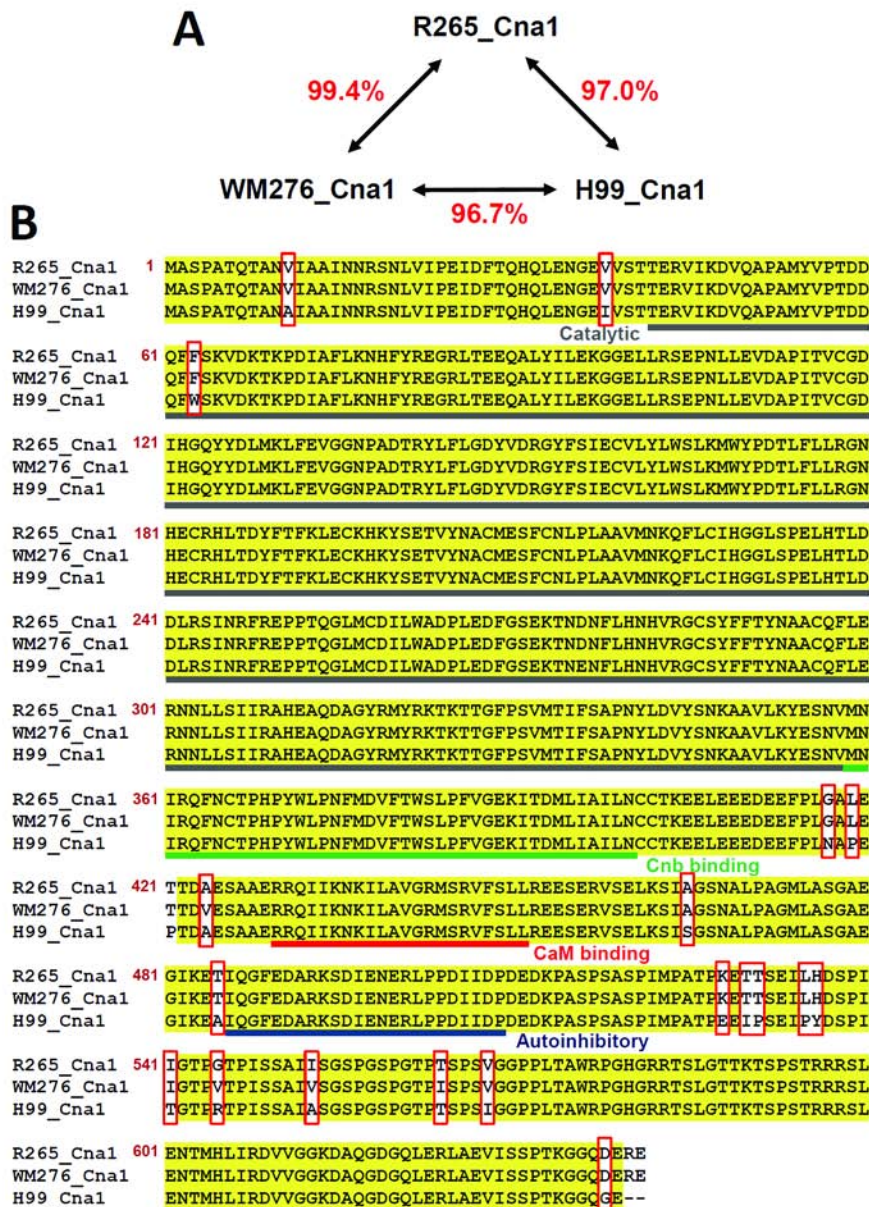 A
R265_Cna1
99.4%
97.0%
WM276_Cna1
H99_Cna1
96.7%
B
R265_Cna1 1 MASPATQTANVIAAINNRSNLVIPEIDFTQHQLENGEVVSTTERVIKDVQAPAMYVPTDD
WM276_Cna1 MASPATQTANVIAAINNRSNLVIPEIDFTQHQLENGEVVSTTERVIKDVQAPAMYVPTDD
H99_Cna1 MASPATQTANAIAAINNRSNLVIPEIDFTQHQLENGEIVSTTERVIKDVQAPAMYVPTDD
Catalytic
R265_Cna1 61 QFFSKVDKTKPDIAFLKNHFYREGRLTEEQALYILEKGGELLRSEPNLLEVDAPITVCGD
WM276_Cna1 QFFSKVDKTKPDIAFLKNHFYREGRLTEEQALYILEKGGELLRSEPNLLEVDAPITVCGD
H99_Cna1 QFWSKVDKTKPDIAFLKNHFYREGRLTEEQALYILEKGGELLRSEPNLLEVDAPITVCGD
R265_Cna1 121 IHGQYYDLMKLFEVGGNPADTRYLFLGDYVDRGYFSIECVLYLWSLKMWYPDTLFLLRGN
WM276_Cna1 IHGQYYDLMKLFEVGGNPADTRYLFLGDYVDRGYFSIECVLYLWSLKMWYPDTLFLLRGN
H99_Cna1 IHGQYYDLMKLFEVGGNPADTRYLFLGDYVDRGYFSIECVLYLWSLKMWYPDTLFLLRGN
R265_Cna1 181 HECRHLTDYFTFKLECKHKYSETVYNACMESFCNLPLAAVMNKQFLCIHGGLSPELHTLD
WM276_Cna1 HECRHLTDYFTFKLECKHKYSETVYNACMESFCNLPLAAVMNKQFLCIHGGLSPELHTLD
H99_Cna1 HECRHLTDYFTFKLECKHKYSETVYNACMESFCNLPLAAVMNKQFLCIHGGLSPELHTLD
R265_Cna1 241 DLRSINRFREPPTQGLMCDILWADPLEDFGSEKTNDNFLHNHVRGCSYFFTYNAACQFLE
WM276_Cna1 DLRSINRFREPPTQGLMCDILWADPLEDFGSEKTNDNFLHNHVRGCSYFFTYNAACQFLE
H99_Cna1 DLRSINRFREPPTQGLMCDILWADPLEDFGSEKTNENFLHNHVRGCSYFFTYNAACQFLE
R265_Cna1 301 RNNLLSIIRAHEAQDAGYRMYRKTKTTGFPSVMTIFSAPNYLDVYSNKAAVLKYESNVMN
WM276_Cna1 RNNLLSIIRAHEAQDAGYRMYRKTKTTGFPSVMTIFSAPNYLDVYSNKAAVLKYESNVMN
H99_Cna1 RNNLLSIIRAHEAQDAGYRMYRKTKTTGFPSVMTIFSAPNYLDVYSNKAAVLKYESNVMN
R265_Cna1 361 IRQFNCTPHPYWLPNFMDVFTWSLPFVGEKITDMLIAILNCCTKEELEEEDEEFPLGALE
WM276_Cna1 IRQFNCTPHPYWLPNFMDVFTWSLPFVGEKITDMLIAILNCCTKEELEEEDEEFPLGALE
H99_Cna1 IRQFNCTPHPYWLPNFMDVFTWSLPFVGEKITDMLIAILNCCTKEELEEEDEEFPLNAPE
Cnb binding
R265_Cna1 421 TTDAESAAERRQIIKNKILAVGRMSRVFSLLREESERVSELKSIAGSNALPAGMLASGAE
WM276_Cna1 TTDVESAAERRQIIKNKILAVGRMSRVFSLLREESERVSELKSIAGSNALPAGMLASGAE
H99_Cna1 PTDAESAAERRQIIKNKILAVGRMSRVFSLLREESERVSELKSISGSNALPAGMLASGAE
CaM binding
R265_Cna1 481 GIKETIQGFEDARKSDIENERLPPDIIDPDEDKPASPSASPIMPATPKETTSEILHDSPI
WM276_Cna1 GIKETIQGFEDARKSDIENERLPPDIIDPDEDKPASPSASPIMPATPKETTSEILHDSPI
H99_Cna1 GIKEAIQGFEDARKSDIENERLPPDIIDPDEDKPASPSASPIMPATPEEIPSEIPYDSPI
Autoinhibitory
R265_Cna1 541 IGTPGTPISSAIISGSPGSPGTPTSPSVGGPPLTAWRPGHGRRTSLGTTKTSPSTRRRSL
WM276_Cna1 IGTPVTPISSAIVSGSPGSPGTPISPSVGGPPLTAWRPGHGRRTSLGTTKTSPSTRRRSL
H99_Cna1 TGTPRTPISSAIASGSPGSPGTPTSPSIGGPPLTAWRPGHGRRTSLGTTKTSPSTRRRSL
R265_Cna1 601 ENTMHLIRDVVGGKDAQGDGQLERLAEVISSPTKGGQDERE
WM276_Cna1 ENTMHLIRDVVGGKDAQGDGQLERLAEVISSPTKGGQDERE
H99 Cna1 ENTMHLIRDVVGGKDAQGDGQLERLAEVISSPTKGGQGE--